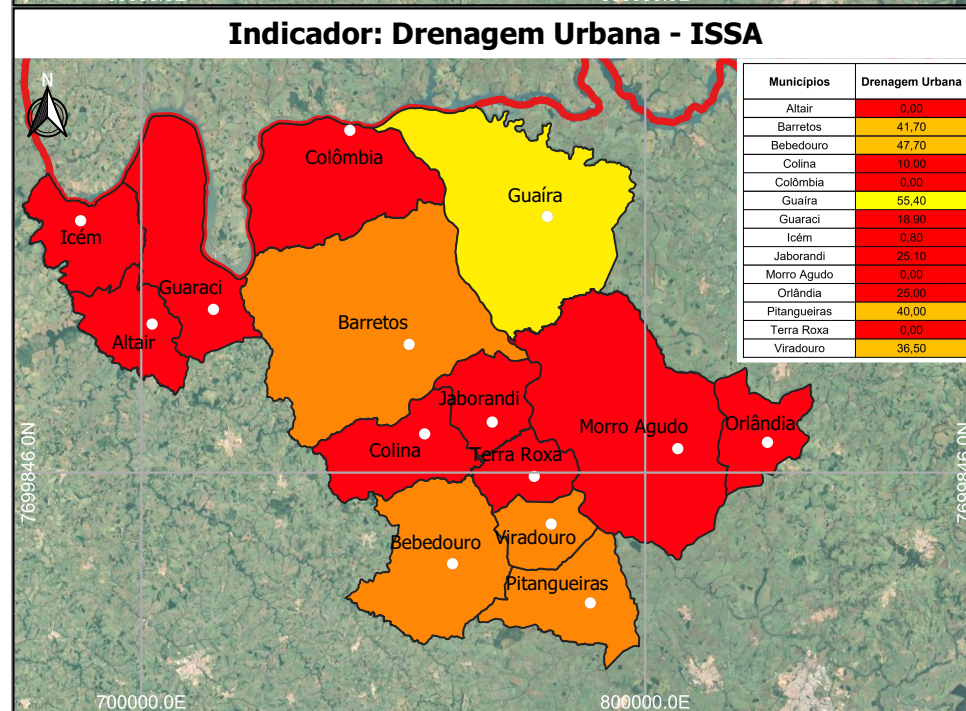 Indicador: Drenagem Urbana - ISSA
N
Municípios Drenagem Urbana
Altair 0,00
Barretos 41,70
Bebedouro 47,70
Colina 10,00
Colômbia 0,00
Guaíra 55,40
Guaraci 18,90
Icém 0,80
Jaborandi 25,10
Morro Agudo 0,00
Orlândia 25,00
Pitangueiras 40,00
Terra Roxa 0,00
Viradouro 36,50
Colômbia
Guaíra
Icém
Guaraci
Barretos
Altair
Jaborandi
Morro Agudo
Orlândia
Colina
Terra Roxa
Viradouro
Bebedouro
Pitangueiras
7699846.0N
7699846.0N
700000.0E
800000.0E